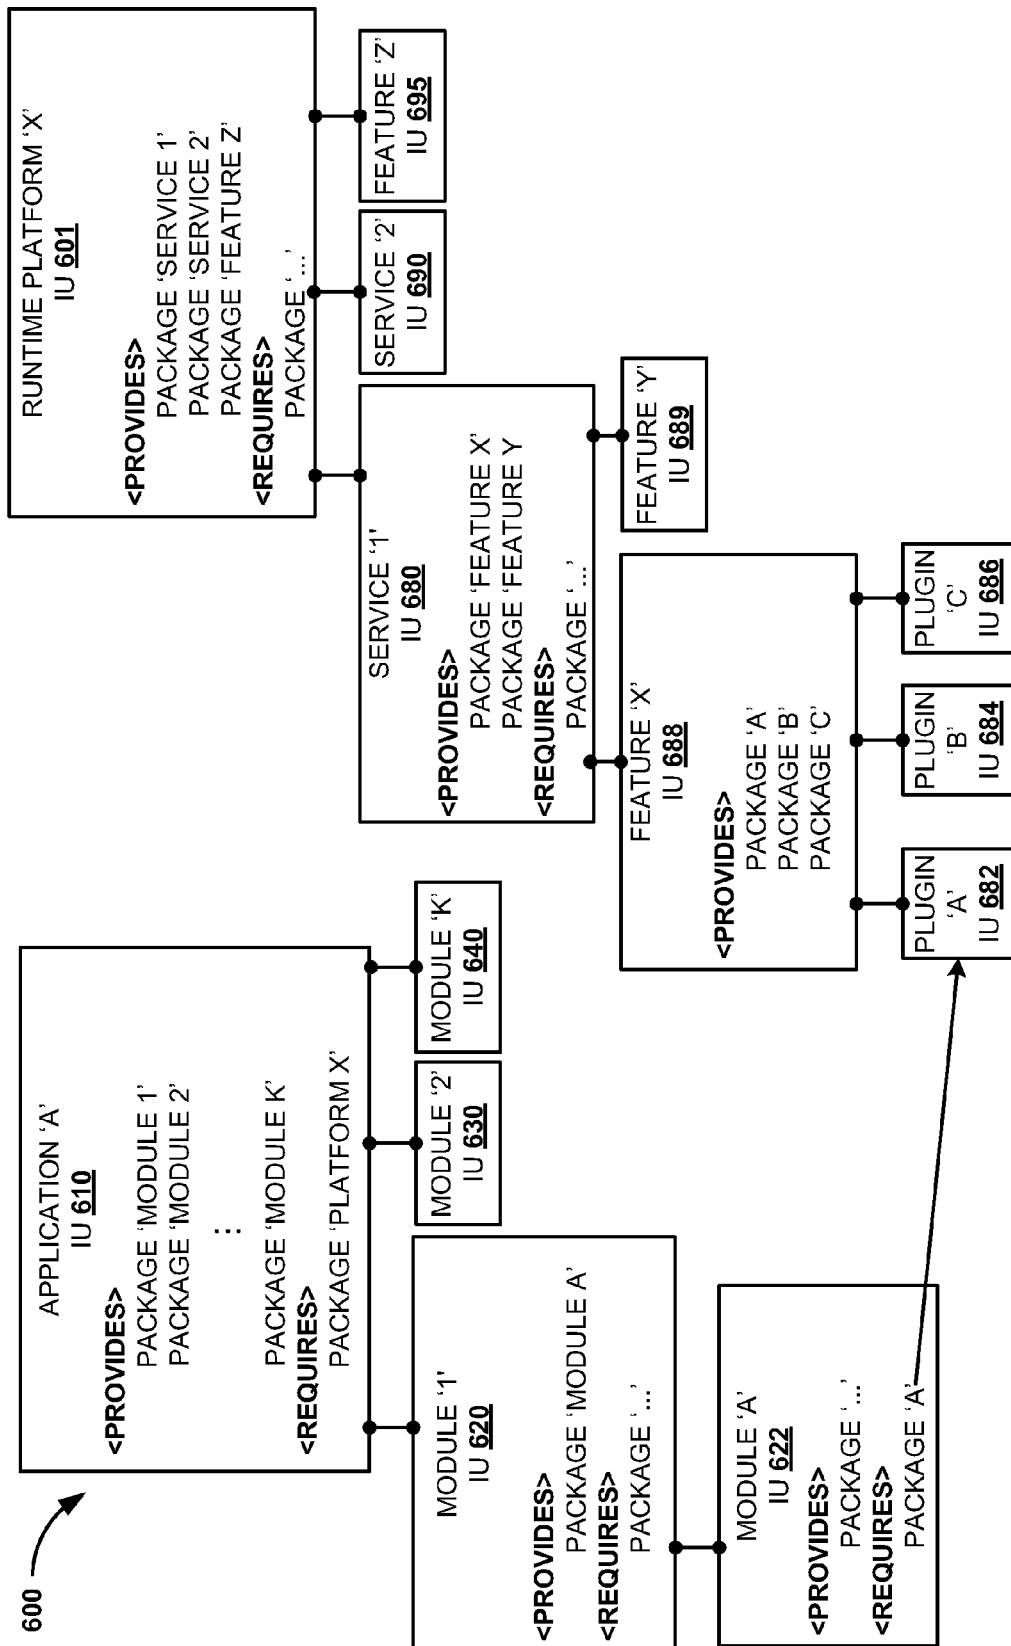 600
APPLICATION ‘A’
IU 610
<PROVIDES>
PACKAGE ‘MODULE 1’
PACKAGE ‘MODULE 2’
...
PACKAGE ‘MODULE K’
<REQUIRES>
PACKAGE ‘PLATFORM X’
MODULE ‘1’
IU 620
<PROVIDES>
PACKAGE ‘MODULE A’
<REQUIRES>
PACKAGE ‘...’
MODULE ‘2’
IU 630
MODULE ‘K’
IU 640
MODULE ‘A’
IU 622
<PROVIDES>
PACKAGE ‘...’
<REQUIRES>
PACKAGE ‘A’
RUNTIME PLATFORM ‘X’
IU 601
<PROVIDES>
PACKAGE ‘SERVICE 1’
PACKAGE ‘SERVICE 2’
PACKAGE ‘FEATURE Z’
<REQUIRES>
PACKAGE ‘...’
SERVICE ‘1’
IU 680
<PROVIDES>
PACKAGE ‘FEATURE X’
PACKAGE ‘FEATURE Y
<REQUIRES>
PACKAGE ‘...’
SERVICE ‘2’
IU 690
FEATURE ‘Z’
IU 695
FEATURE ‘X’
IU 688
<PROVIDES>
PACKAGE ‘A’
PACKAGE ‘B’
PACKAGE ‘C’
FEATURE ‘Y’
IU 689
PLUGIN
‘A’
IU 682
PLUGIN
‘B’
IU 684
PLUGIN
‘C’
IU 686